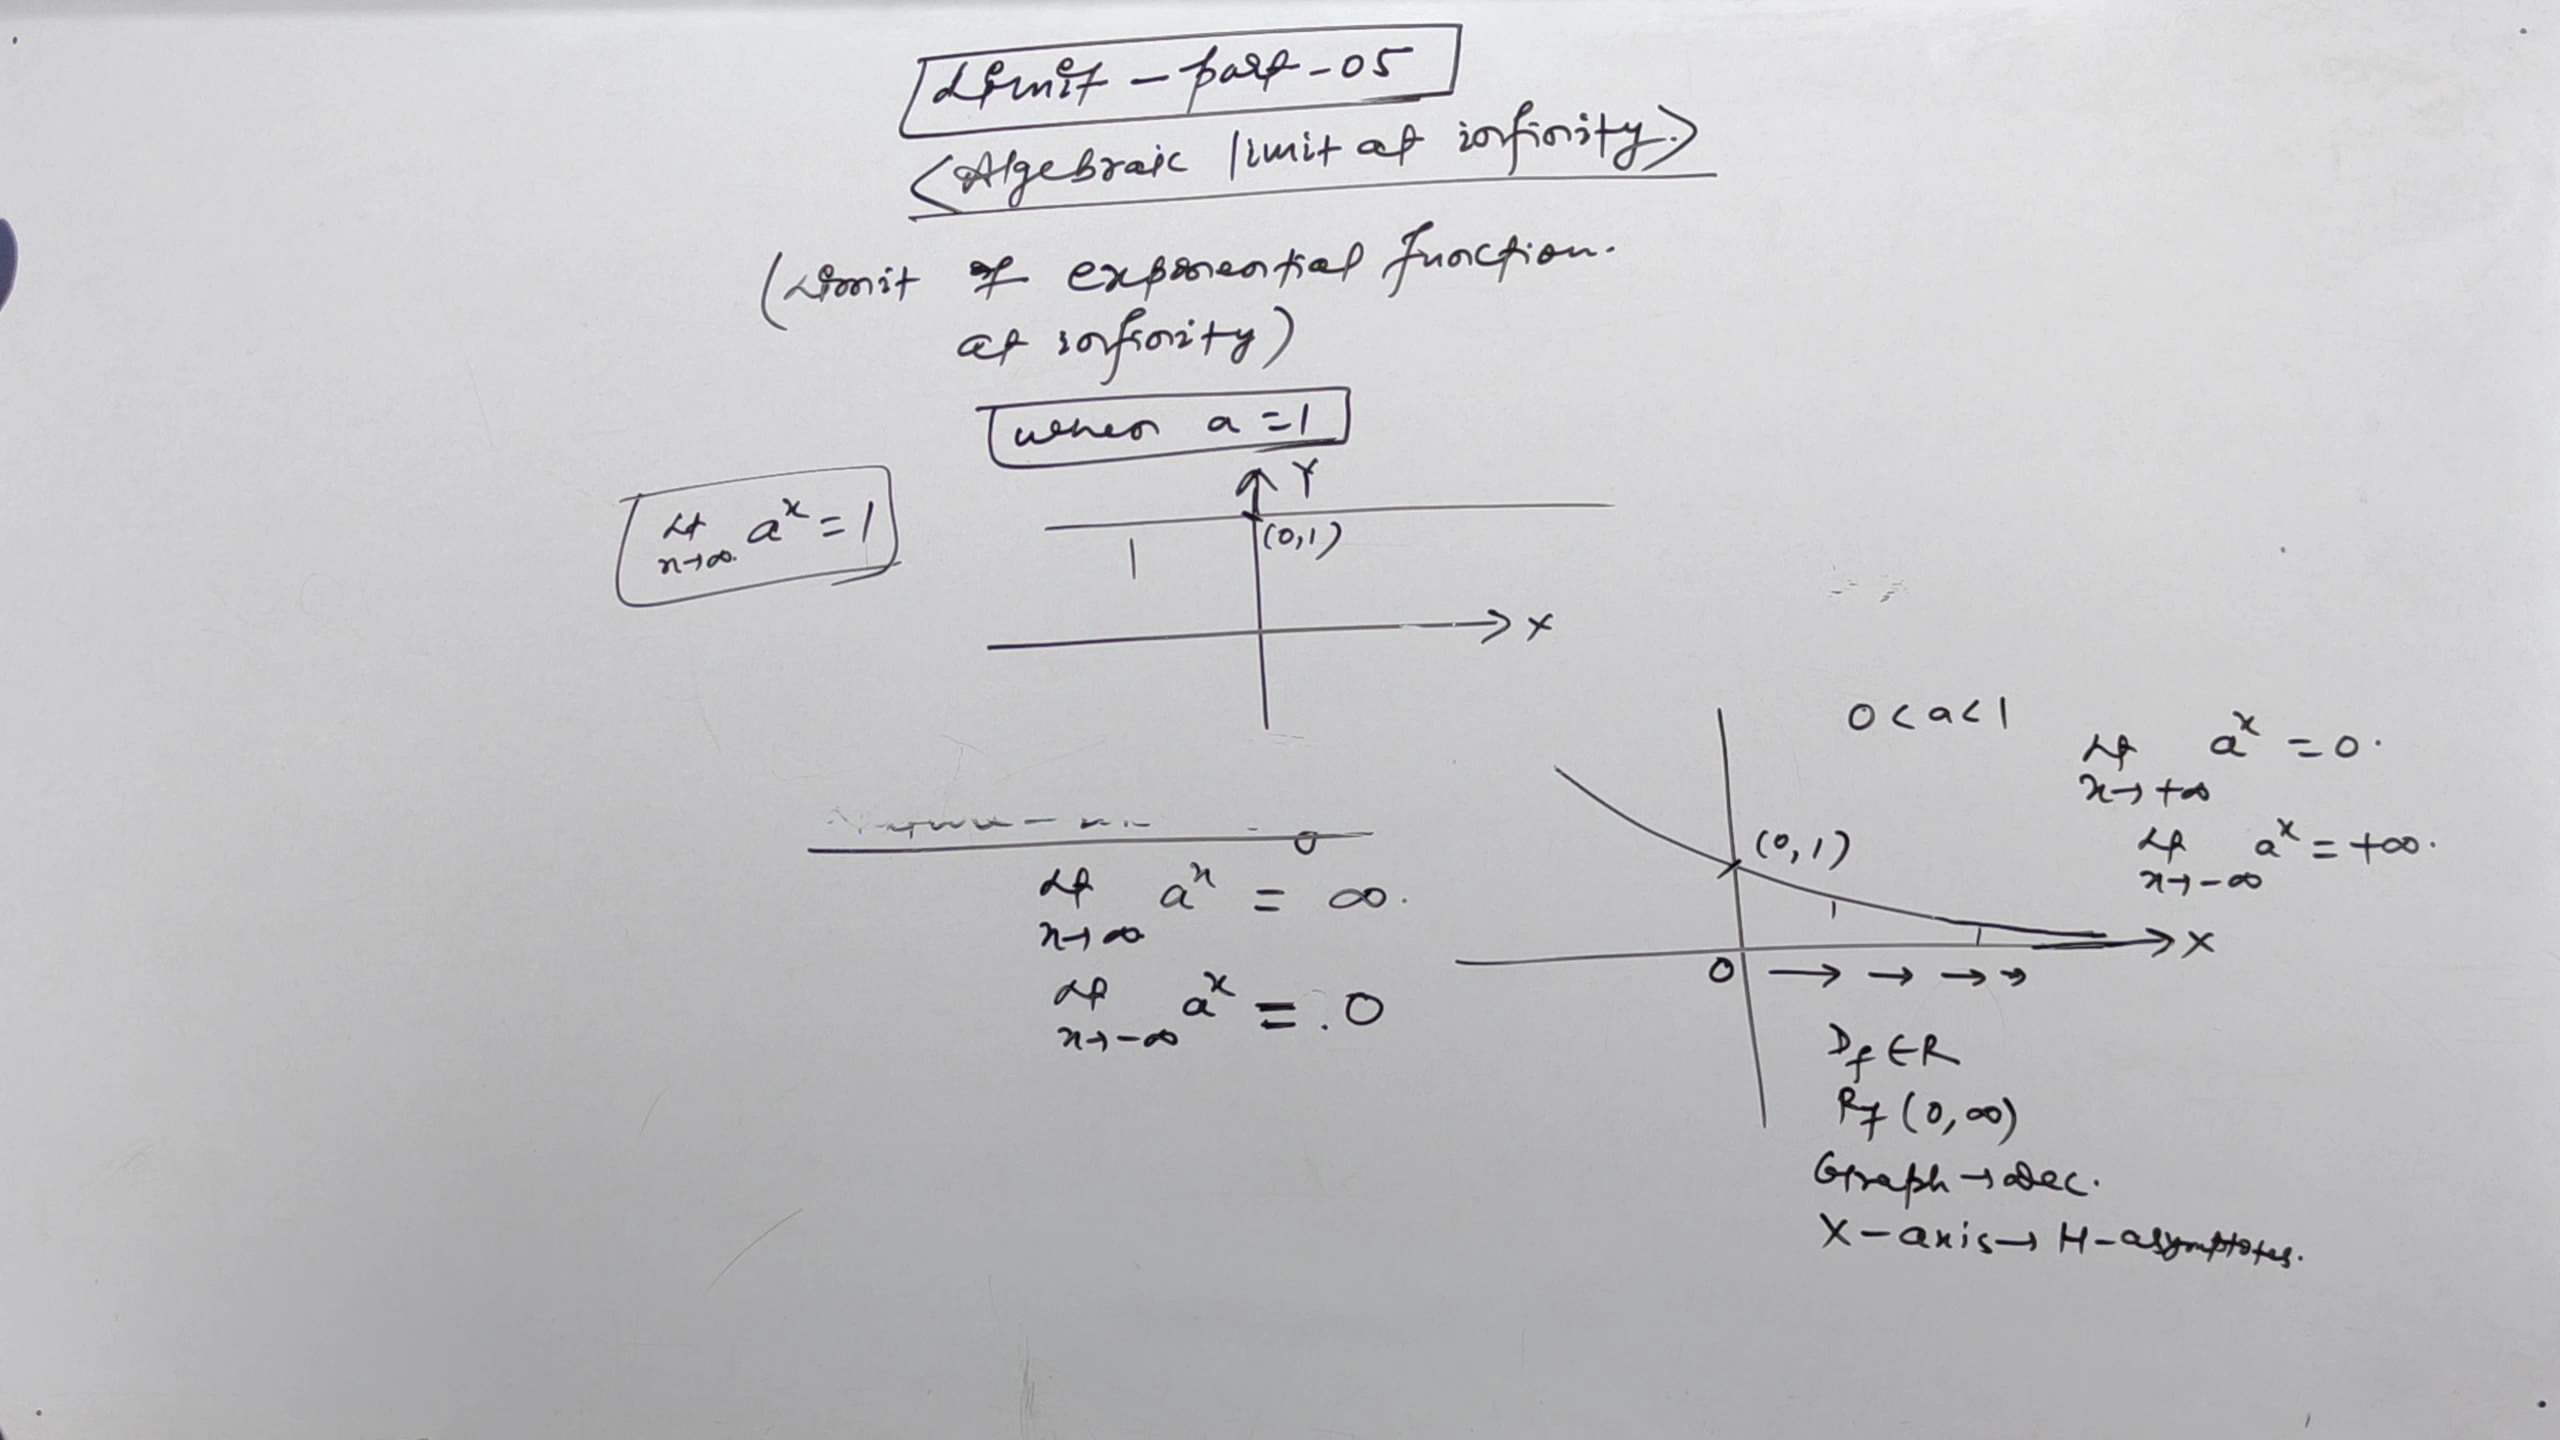 Limit - part - 05
<Algebraic limit at infinity>
(Limit of exponential function.
at infinity)
when a = 1
Lt a^x = 1
x→∞.
Y
(0,1)
X
Lt a^x = ∞.
x→∞
Lt a^x = 0
x→-∞
0<a<1
Lt a^x = 0.
x→+∞
Lt a^x = +∞.
x→-∞
(0,1)
X
0 → → → →
Df ∈ R
Rf (0,∞)
Graph → Dec.
X-axis → H-asymptotes.